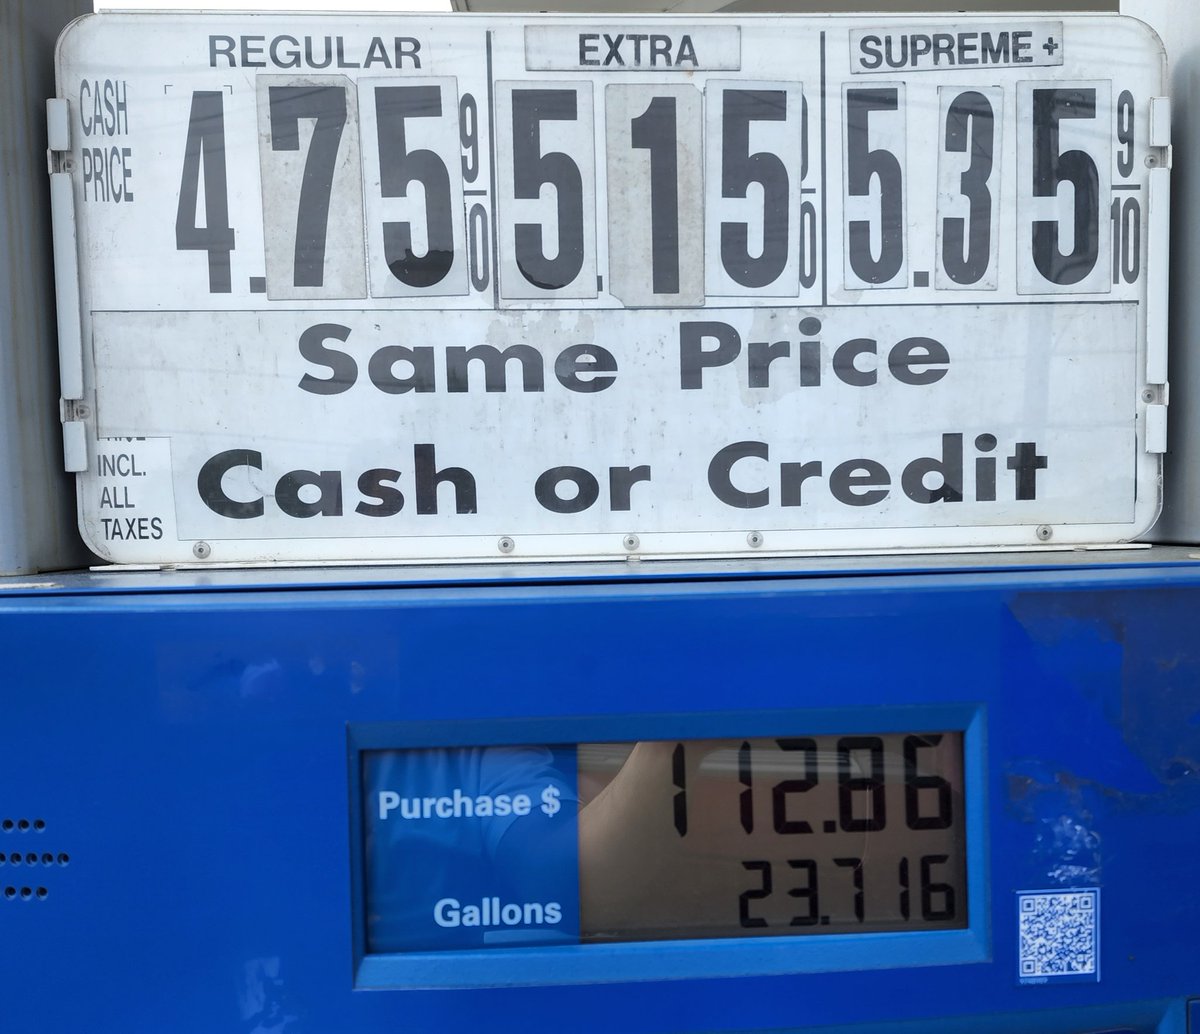 REGULAR EXTRA SUPREME +
CASH
PRICE
4.75 9/10 5.15 9/10 5.35 9/10
Same Price
Cash or Credit
INCL.
ALL
TAXES
Purchase $ 112.86
Gallons 23.716